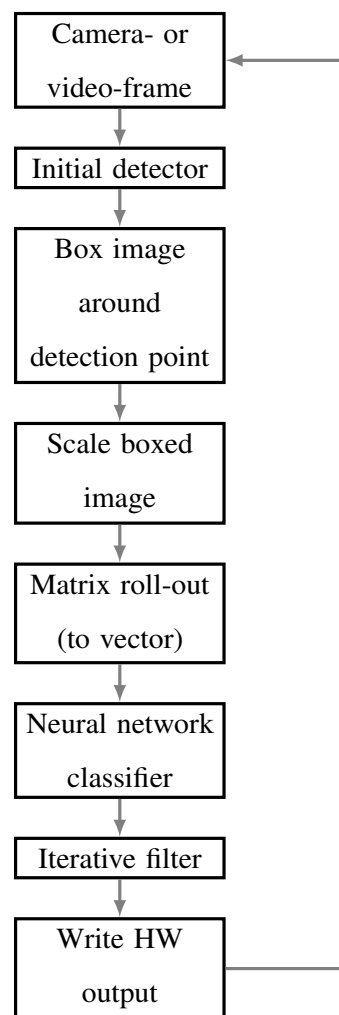 Camera- or
video-frame
Initial detector
Box image
around
detection point
Scale boxed
image
Matrix roll-out
(to vector)
Neural network
classifier
Iterative filter
Write HW
output